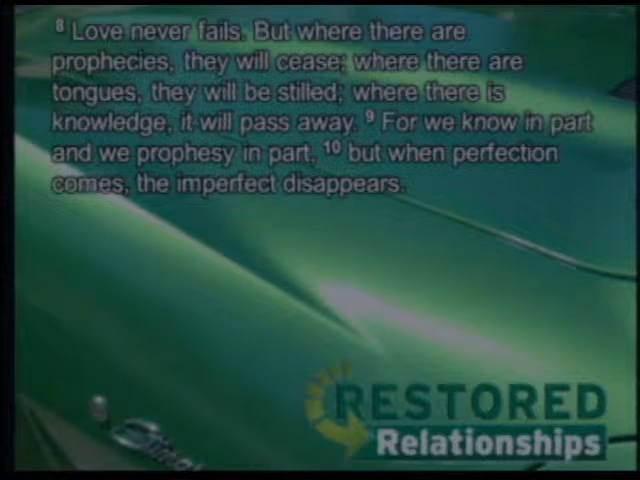 ⁸ Love never fails. But where there are
prophecies, they will cease; where there are
tongues, they will be stilled; where there is
knowledge, it will pass away. ⁹ For we know in part
and we prophesy in part, ¹⁰ but when perfection
comes, the imperfect disappears.
RESTORED
Relationships